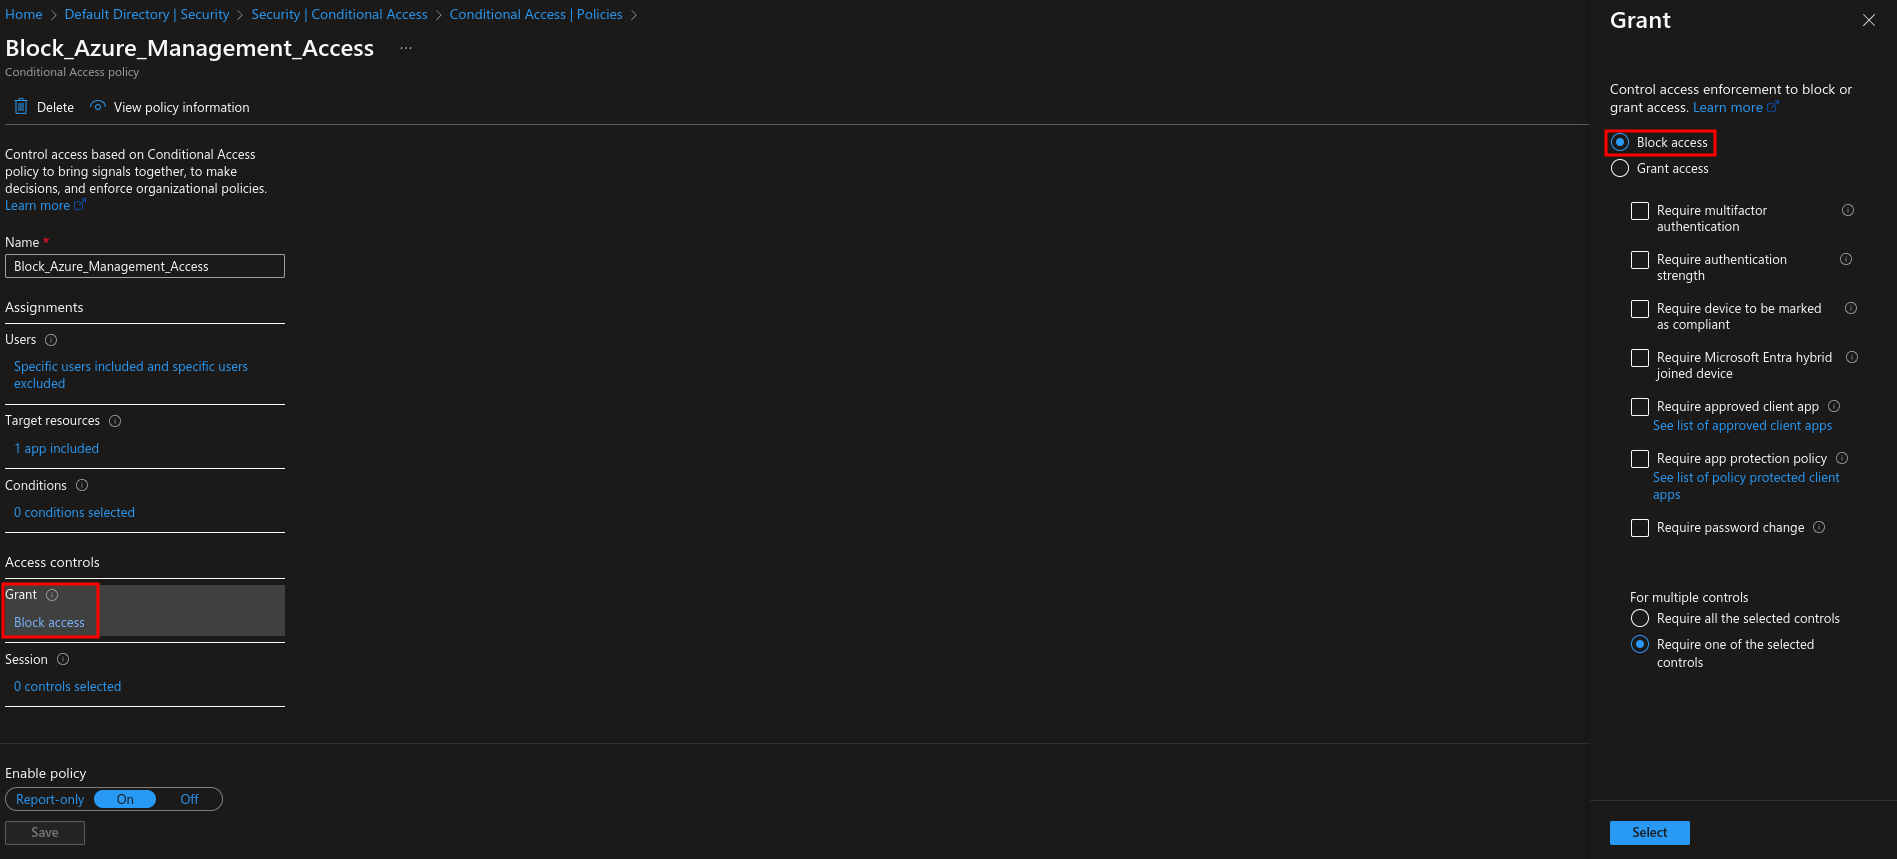 Home > Default Directory | Security > Security | Conditional Access > Conditional Access | Policies >
Block_Azure_Management_Access ...
Conditional Access policy
Delete View policy information
Control access based on Conditional Access
policy to bring signals together, to make
decisions, and enforce organizational policies.
Learn more
Name *
Block_Azure_Management_Access
Assignments
Users
Specific users included and specific users
excluded
Target resources
1 app included
Conditions
0 conditions selected
Access controls
Grant
Block access
Session
0 controls selected
Enable policy
Report-only On Off
Save
Grant
Control access enforcement to block or
grant access. Learn more
Block access
Grant access
Require multifactor
authentication
Require authentication
strength
Require device to be marked
as compliant
Require Microsoft Entra hybrid
joined device
Require approved client app
See list of approved client apps
Require app protection policy
See list of policy protected client
apps
Require password change
For multiple controls
Require all the selected controls
Require one of the selected
controls
Select